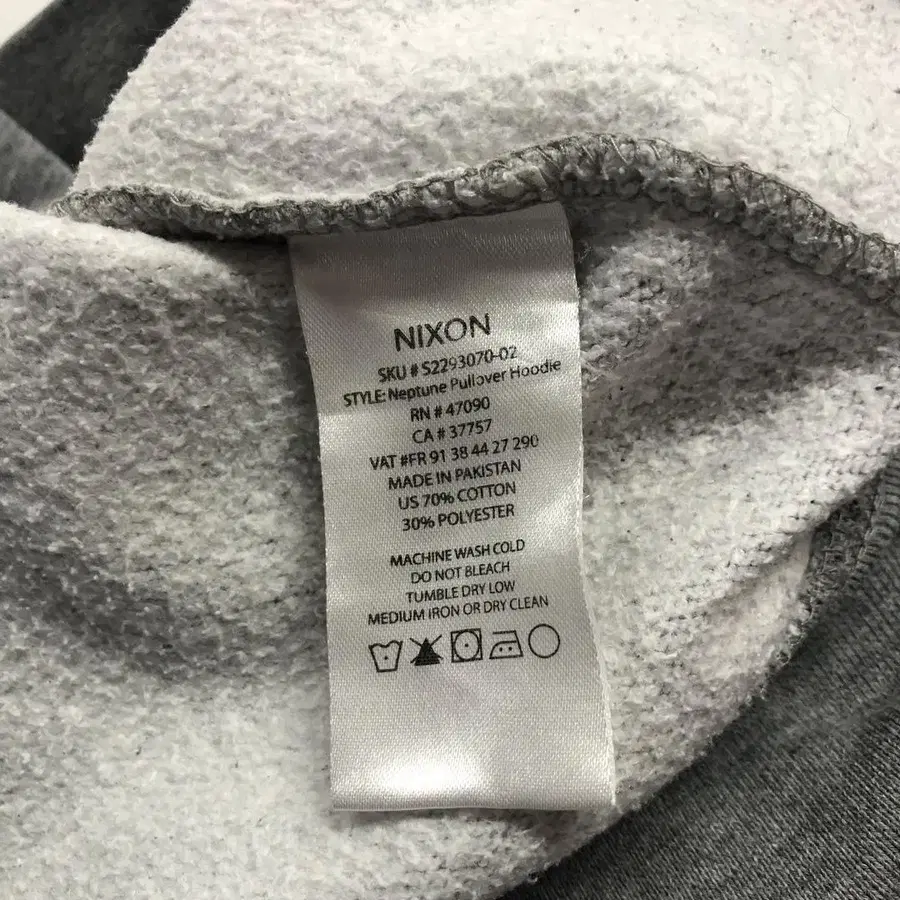 NIXON
SKU # S2293070-02
STYLE: Neptune Pullover Hoodie
RN # 47090
CA # 37757
VAT #FR 91 38 44 27 290
MADE IN PAKISTAN
US 70% COTTON
30% POLYESTER
MACHINE WASH COLD
DO NOT BLEACH
TUMBLE DRY LOW
MEDIUM IRON OR DRY CLEAN